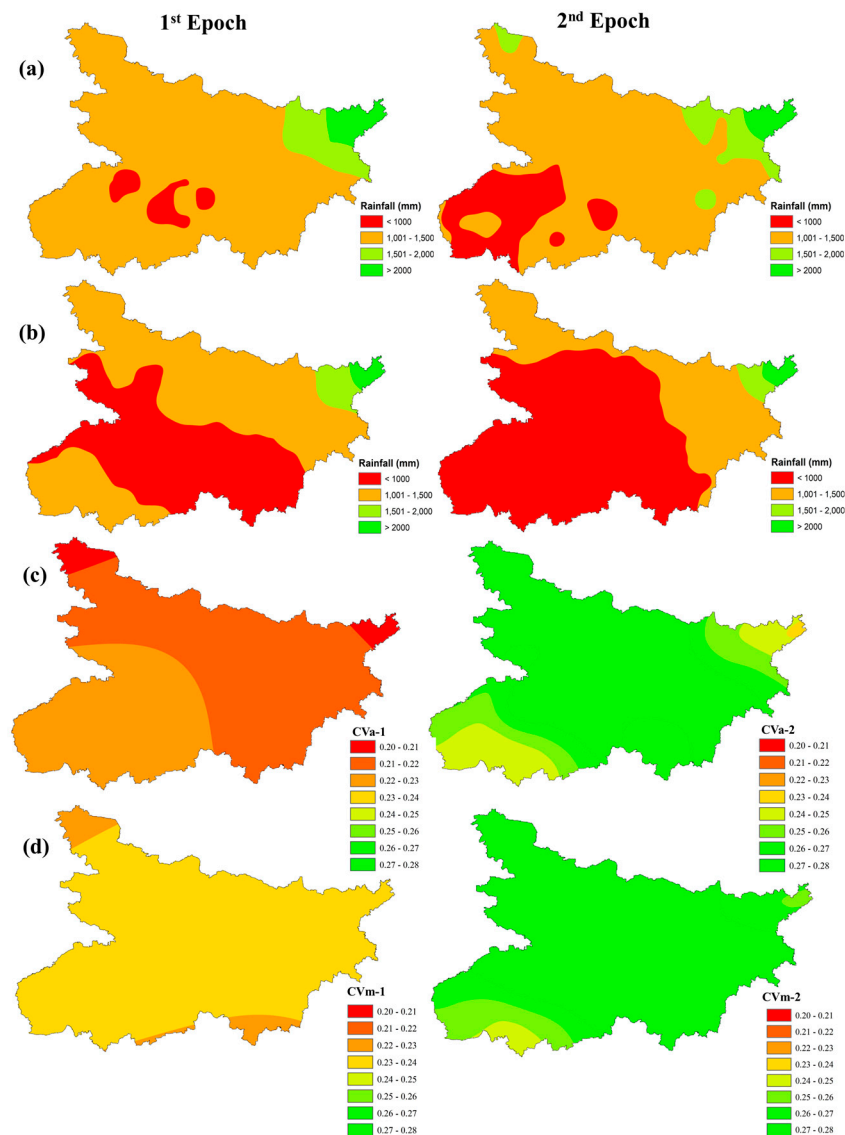 1st Epoch
2nd Epoch
(a)
Rainfall (mm)
< 1000
1,001 - 1,500
1,501 - 2,000
> 2000
Rainfall (mm)
< 1000
1,001 - 1,500
1,501 - 2,000
> 2000
(b)
Rainfall (mm)
< 1000
1,001 - 1,500
1,501 - 2,000
> 2000
Rainfall (mm)
< 1000
1,001 - 1,500
1,501 - 2,000
> 2000
(c)
CVa-1
0.20 - 0.21
0.21 - 0.22
0.22 - 0.23
0.23 - 0.24
0.24 - 0.25
0.25 - 0.26
0.26 - 0.27
0.27 - 0.28
CVa-2
0.20 - 0.21
0.21 - 0.22
0.22 - 0.23
0.23 - 0.24
0.24 - 0.25
0.25 - 0.26
0.26 - 0.27
0.27 - 0.28
(d)
CVm-1
0.20 - 0.21
0.21 - 0.22
0.22 - 0.23
0.23 - 0.24
0.24 - 0.25
0.25 - 0.26
0.26 - 0.27
0.27 - 0.28
CVm-2
0.20 - 0.21
0.21 - 0.22
0.22 - 0.23
0.23 - 0.24
0.24 - 0.25
0.25 - 0.26
0.26 - 0.27
0.27 - 0.28